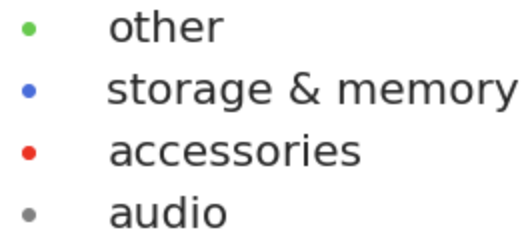 other
storage & memory
accessories
audio